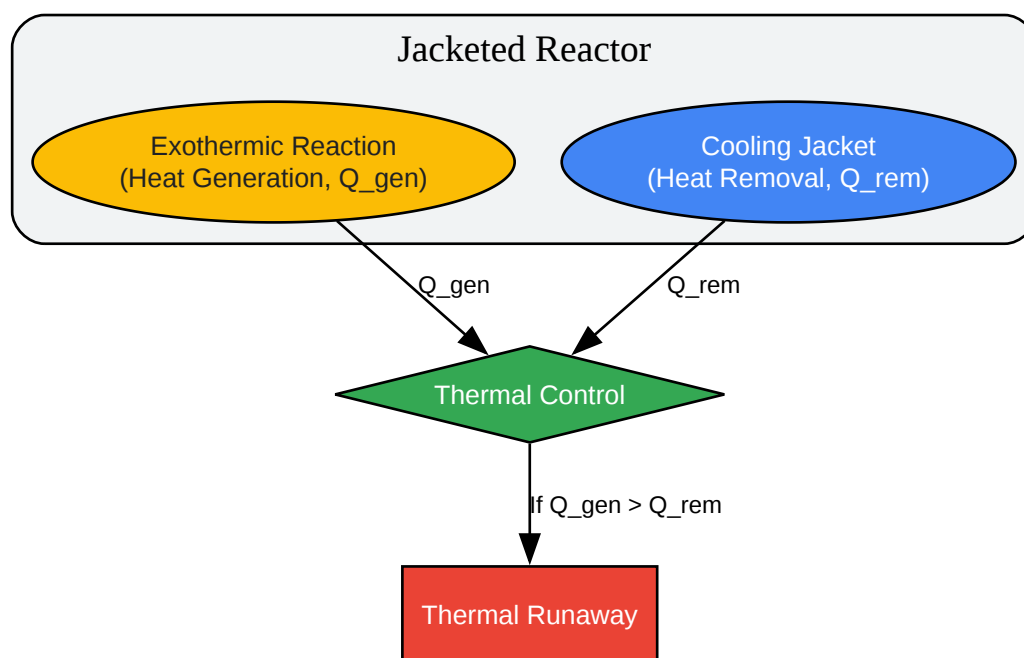 Jacketed Reactor
Exothermic Reaction
(Heat Generation, Q_gen)
Cooling Jacket
(Heat Removal, Q_rem)
Q_gen
Q_rem
Thermal Control
If Q_gen > Q_rem
Thermal Runaway